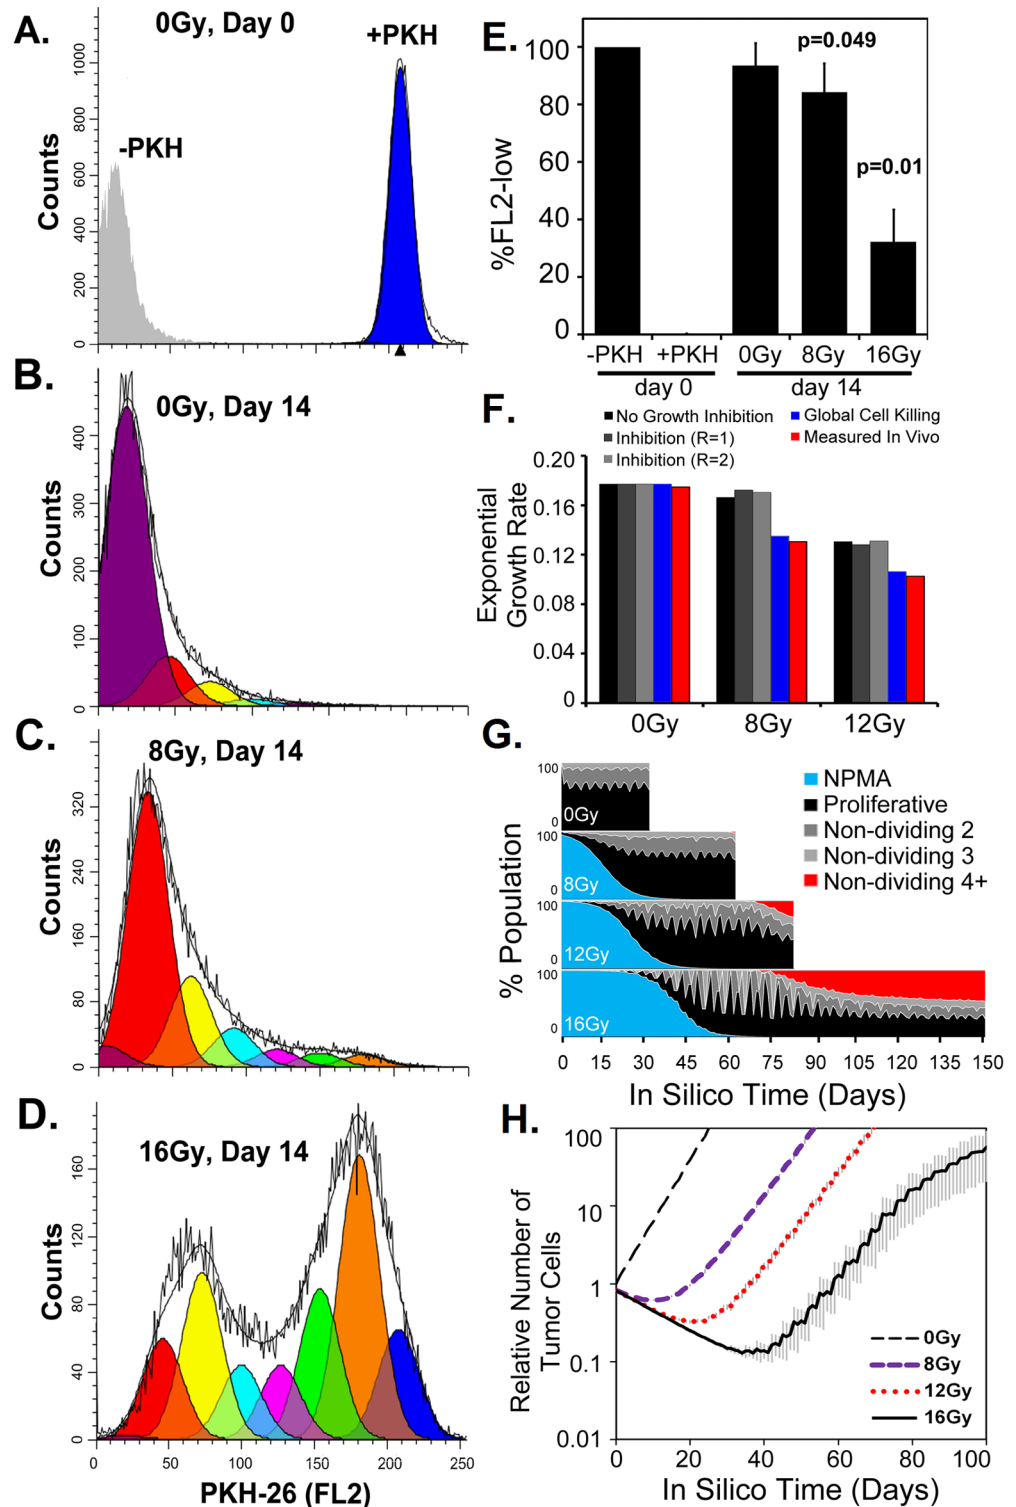 A.
0Gy, Day 0
+PKH
-PKH
Counts
1000
800
600
400
200
0
B.
0Gy, Day 14
Counts
400
300
200
100
0
C.
8Gy, Day 14
Counts
320
240
160
80
0
D.
16Gy, Day 14
Counts
160
120
80
40
0
0
50
100
150
200
250
PKH-26 (FL2)
E.
%FL2-low
100
80
60
40
20
0
p=0.049
p=0.01
-PKH +PKH 0Gy 8Gy 16Gy
day 0 day 14
F.
No Growth Inhibition
Inhibition (R=1)
Inhibition (R=2)
Global Cell Killing
Measured In Vivo
Exponential
Growth Rate
0.20
0.16
0.12
0.08
0.04
0
0Gy 8Gy 12Gy
G.
% Population
100
0
0Gy
100
0
8Gy
100
0
12Gy
100
0
16Gy
NPMA
Proliferative
Non-dividing 2
Non-dividing 3
Non-dividing 4+
0 15 30 45 60 75 90 105 120 135 150
In Silico Time (Days)
H.
Relative Number of
Tumor Cells
100
10
1
0.1
0.01
0Gy
8Gy
12Gy
16Gy
0 20 40 60 80 100
In Silico Time (Days)